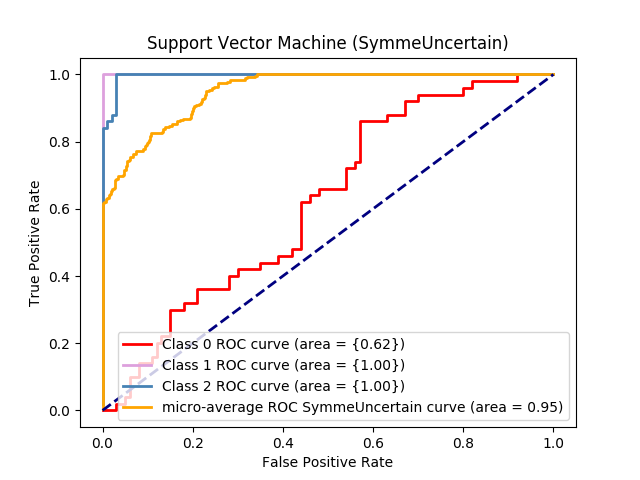 Support Vector Machine (SymmeUncertain)
1.0
0.8
0.6
0.4
0.2
0.0
True Positive Rate
Class 0 ROC curve (area = {0.62})
Class 1 ROC curve (area = {1.00})
Class 2 ROC curve (area = {1.00})
micro-average ROC SymmeUncertain curve (area = 0.95)
0.0 0.2 0.4 0.6 0.8 1.0
False Positive Rate